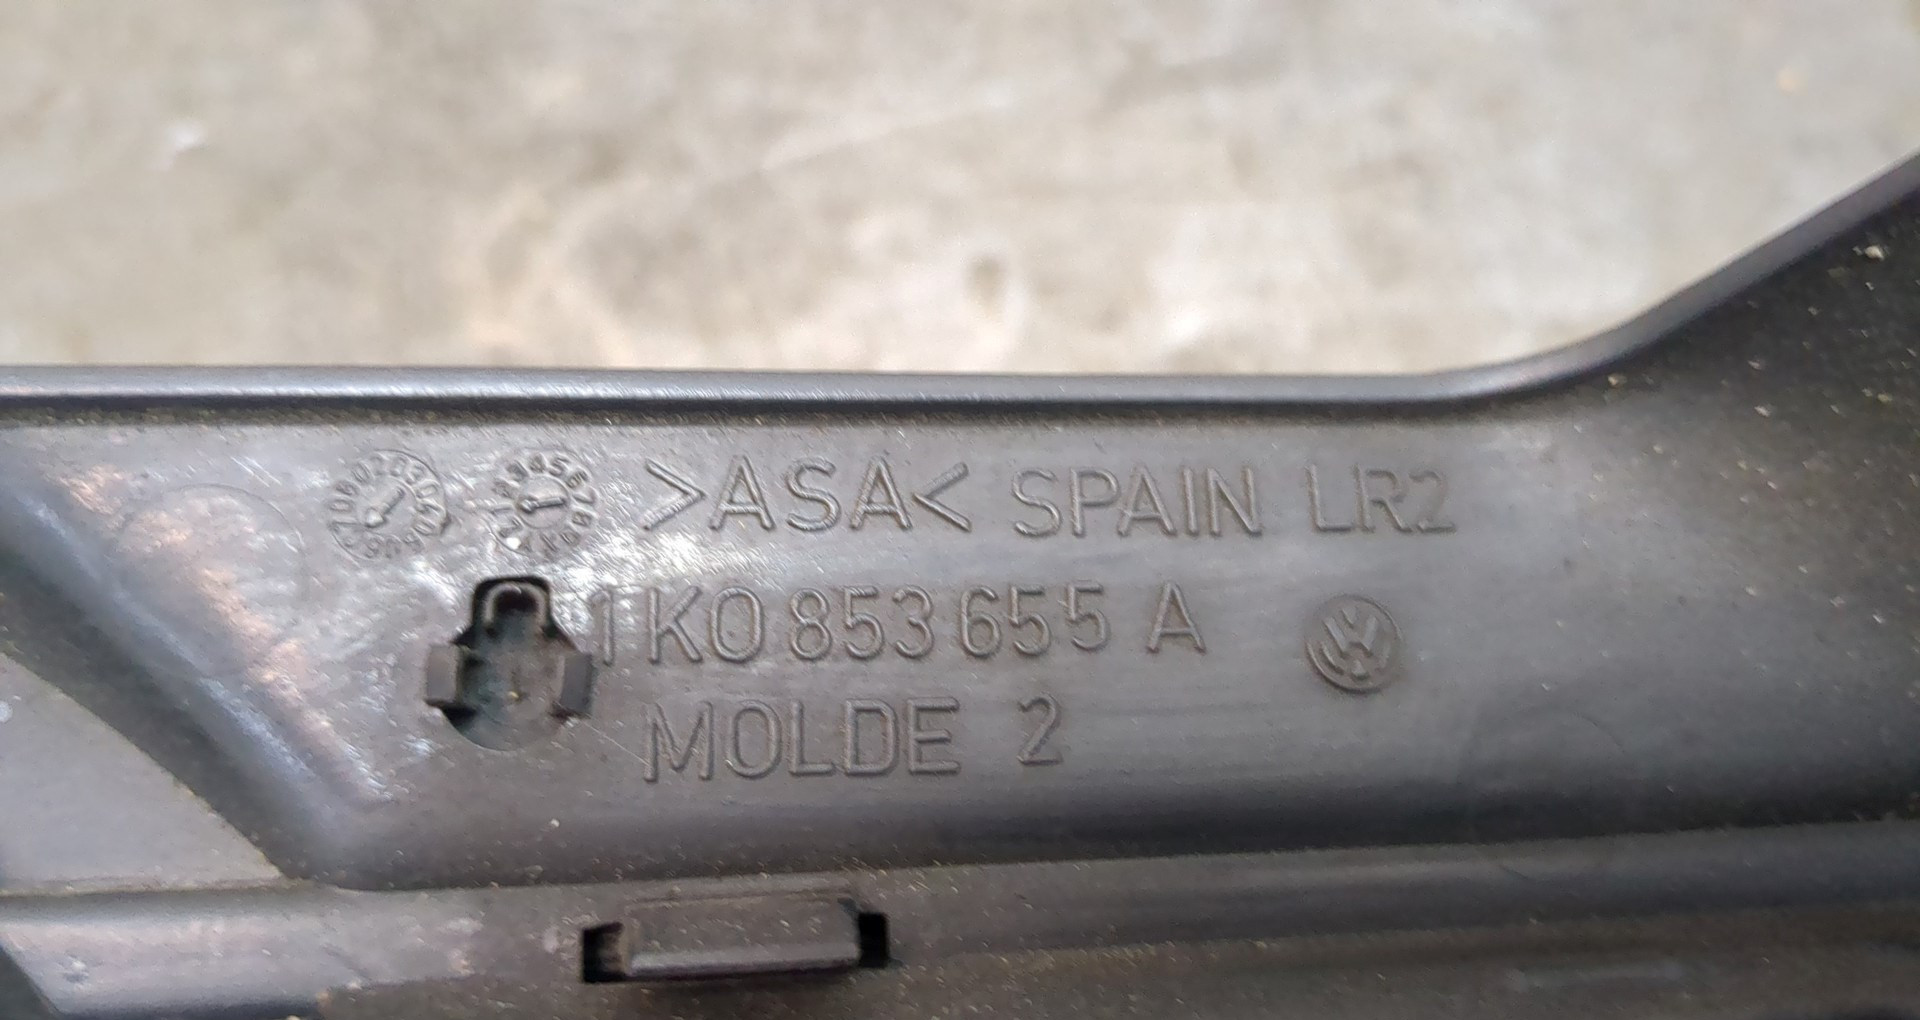 >ASA< SPAIN LR2
1K0 853 655 A
MOLDE 2